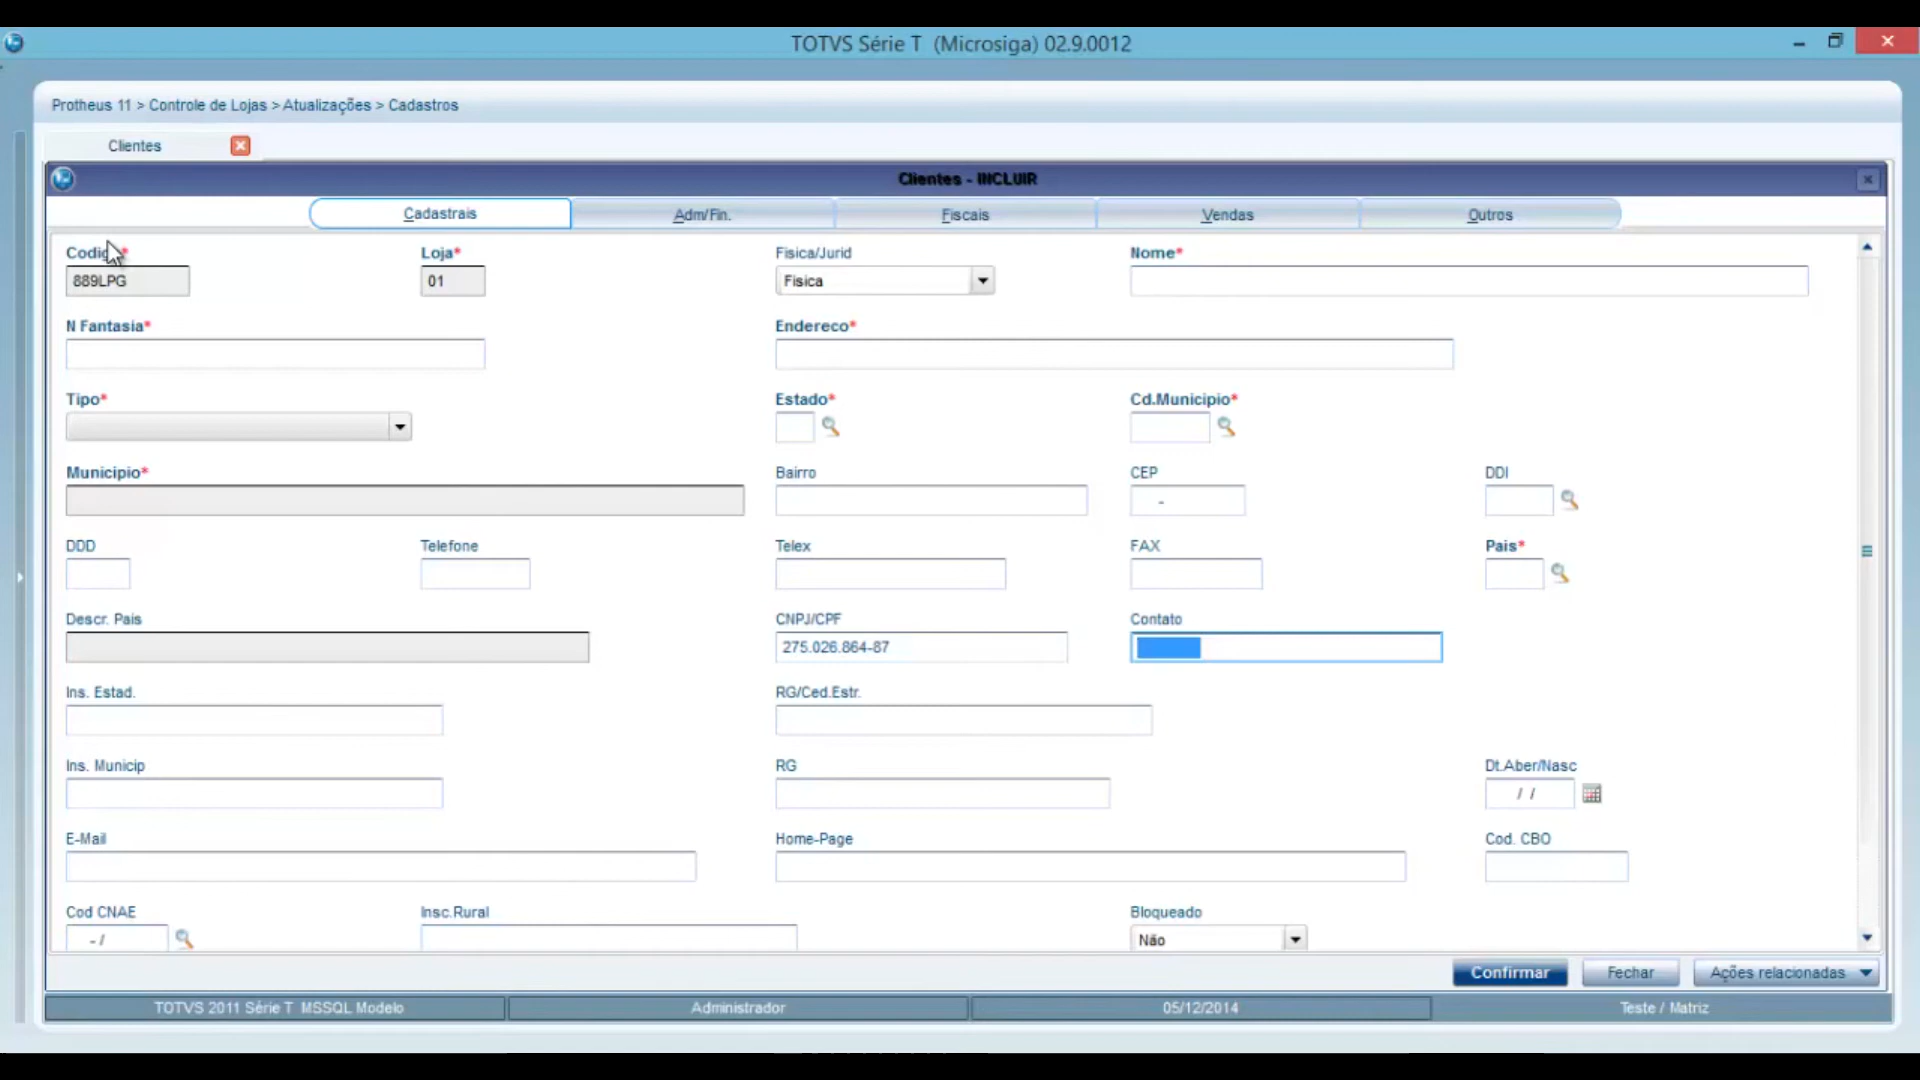 TOTVS Série T (Microsiga) 02.9.0012
Protheus 11 > Controle de Lojas > Atualizações > Cadastros
Clientes
Clientes - INCLUIR
Cadastrais Adm/Fin. Fiscais Vendas Outros
Loja* Fisica/Jurid Nome*
889LPG 01 Fisica
N Fantasia* Endereco*
Tipo* Estado* Cd.Municipio*
Municipio* Bairro CEP DDI
-
DDD Telefone Telex FAX Pais*
Descr. Pais CNPJ/CPF Contato
275.026.864-87
Ins. Estad. RG/Ced.Estr.
Ins. Municip RG Dt.Aber/Nasc
/ /
E-Mail Home-Page Cod. CBO
Cod CNAE Insc.Rural Bloqueado
- / Não
Confirmar Fechar Ações relacionadas
TOTVS 2011 Série T MSSQL Modelo Administrador 05/12/2014 Teste / Matriz